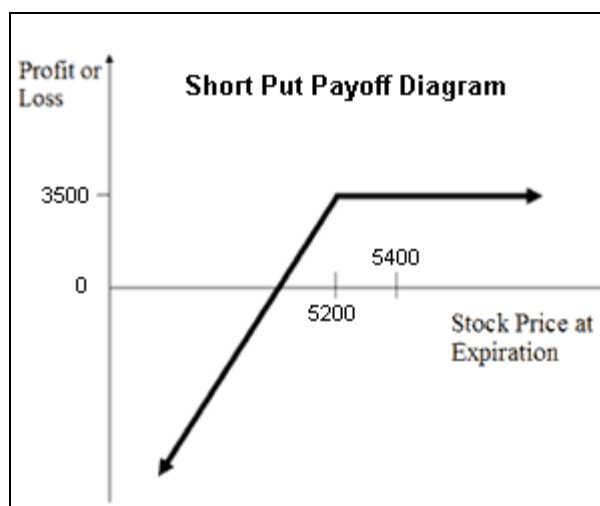 Profit or
Loss
Short Put Payoff Diagram
3500
5400
0
5200
Stock Price at
Expiration